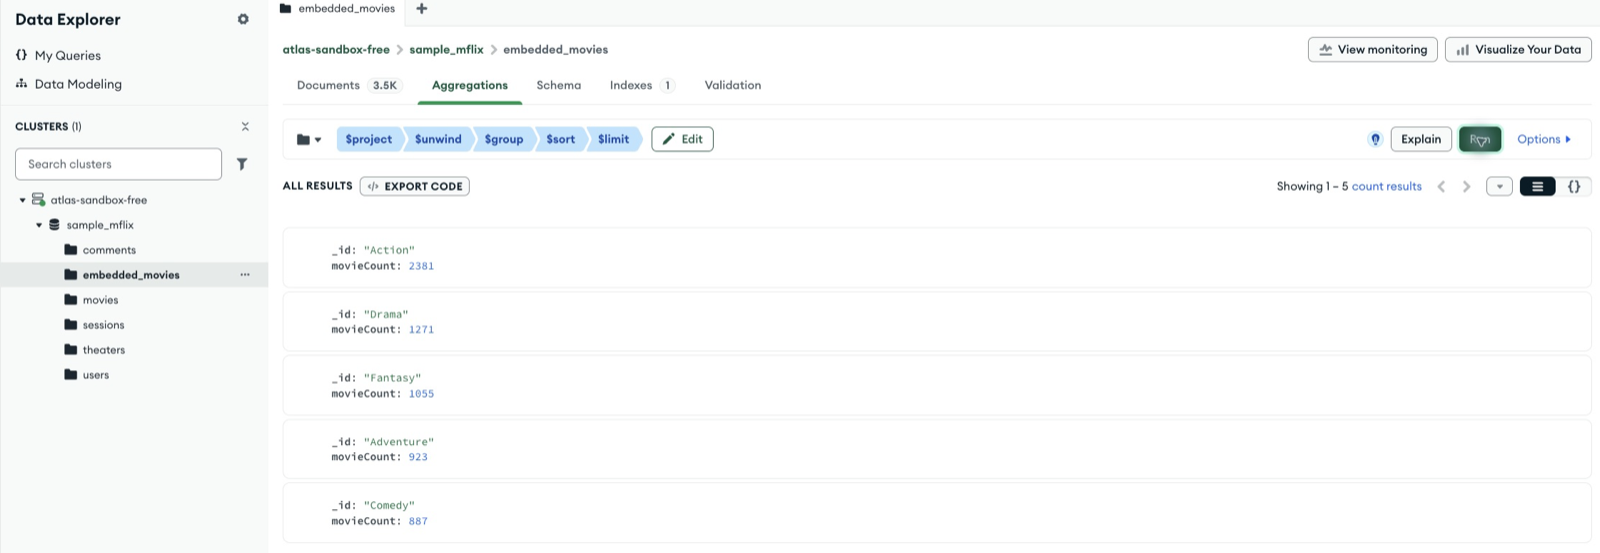 Data Explorer
My Queries
Data Modeling
CLUSTERS (1)
Search clusters
atlas-sandbox-free
sample_mflix
comments
embedded_movies
movies
sessions
theaters
users
embedded_movies
atlas-sandbox-free > sample_mflix > embedded_movies
View monitoring
Visualize Your Data
Documents 3.5K Aggregations Schema Indexes 1 Validation
$project $unwind $group $sort $limit Edit
Explain
Options
ALL RESULTS </> EXPORT CODE
Showing 1 – 5 count results
_id: "Action"
movieCount: 2381
_id: "Drama"
movieCount: 1271
_id: "Fantasy"
movieCount: 1055
_id: "Adventure"
movieCount: 923
_id: "Comedy"
movieCount: 887